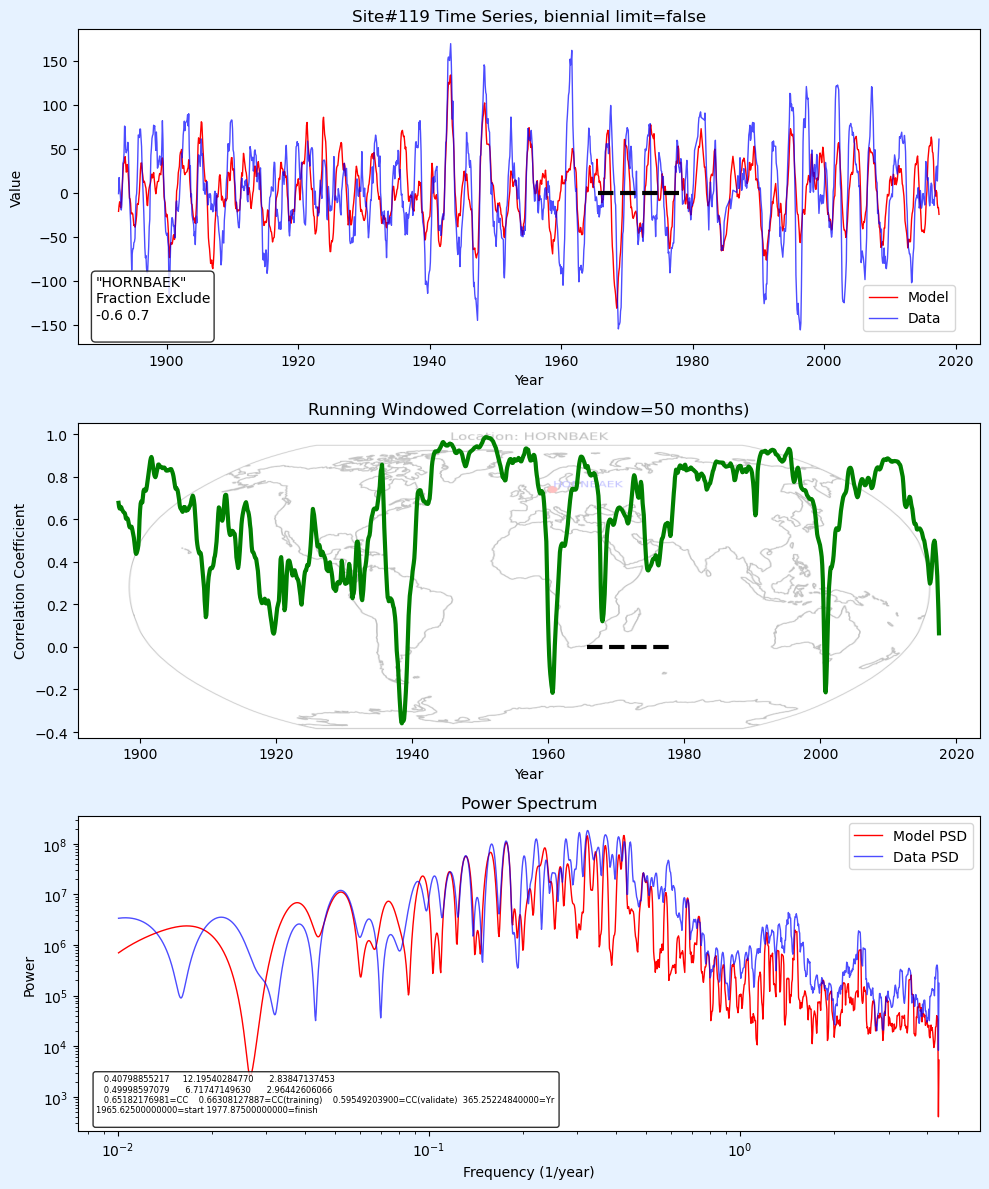 Site#119 Time Series, biennial limit=false
150
100
50
0
−50
−100
−150
Value
"HORNBAEK"
Fraction Exclude
-0.6 0.7
Model
Data
1900
1920
1940
1960
1980
2000
2020
Year
Running Windowed Correlation (window=50 months)
Location: HORNBAEK
HORNBAEK
1.0
0.8
0.6
0.4
0.2
0.0
−0.2
−0.4
Correlation Coefficient
1900
1920
1940
1960
1980
2000
2020
Year
Power Spectrum
Model PSD
Data PSD
10⁸
10⁷
10⁶
10⁵
10⁴
10³
Power
0.40798855217 12.19540284770 2.83847137453
0.49998597079 6.71747149630 2.96442606066
0.65182176981=CC 0.66308127887=CC(training) 0.59549203900=CC(validate) 365.25224840000=Yr
1965.62500000000=start 1977.87500000000=finish
10⁻²
10⁻¹
10⁰
Frequency (1/year)